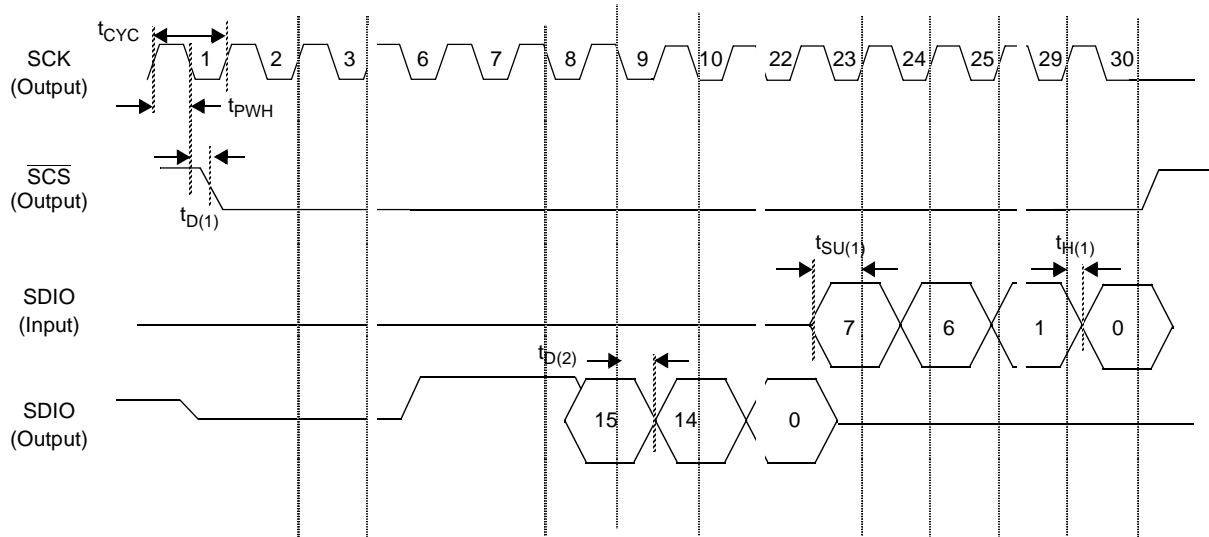 tCYC
SCK
(Output)
1 2 3 6 7 8 9 10 22 23 24 25 29 30
tPWH
SCS
(Output)
tD(1)
tSU(1)
tH(1)
SDIO
(Input)
7 6 1 0
tD(2)
SDIO
(Output)
15 14 0